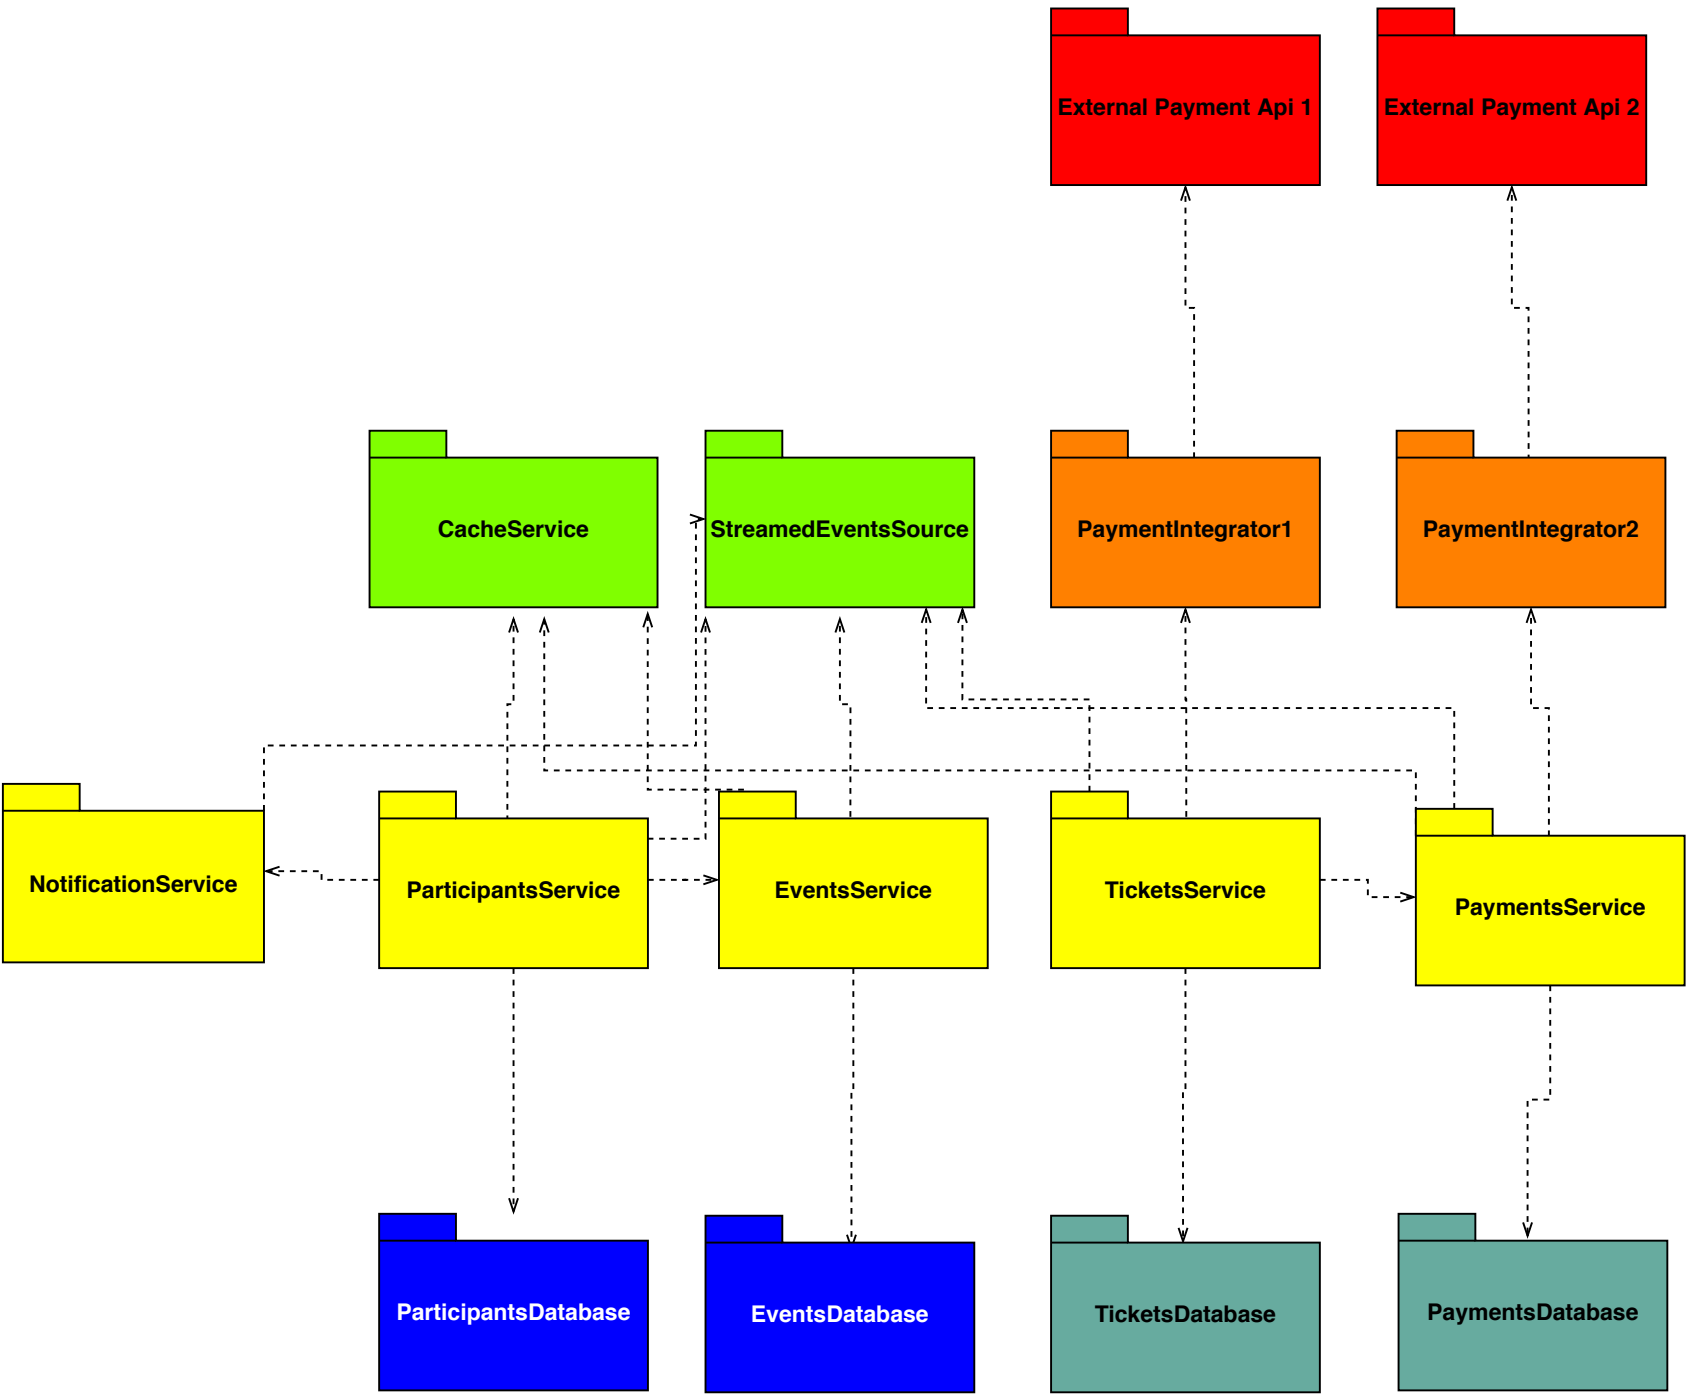 External Payment Api 1
External Payment Api 2
CacheService
StreamedEventsSource
PaymentIntegrator1
PaymentIntegrator2
NotificationService
ParticipantsService
EventsService
TicketsService
PaymentsService
ParticipantsDatabase
EventsDatabase
TicketsDatabase
PaymentsDatabase